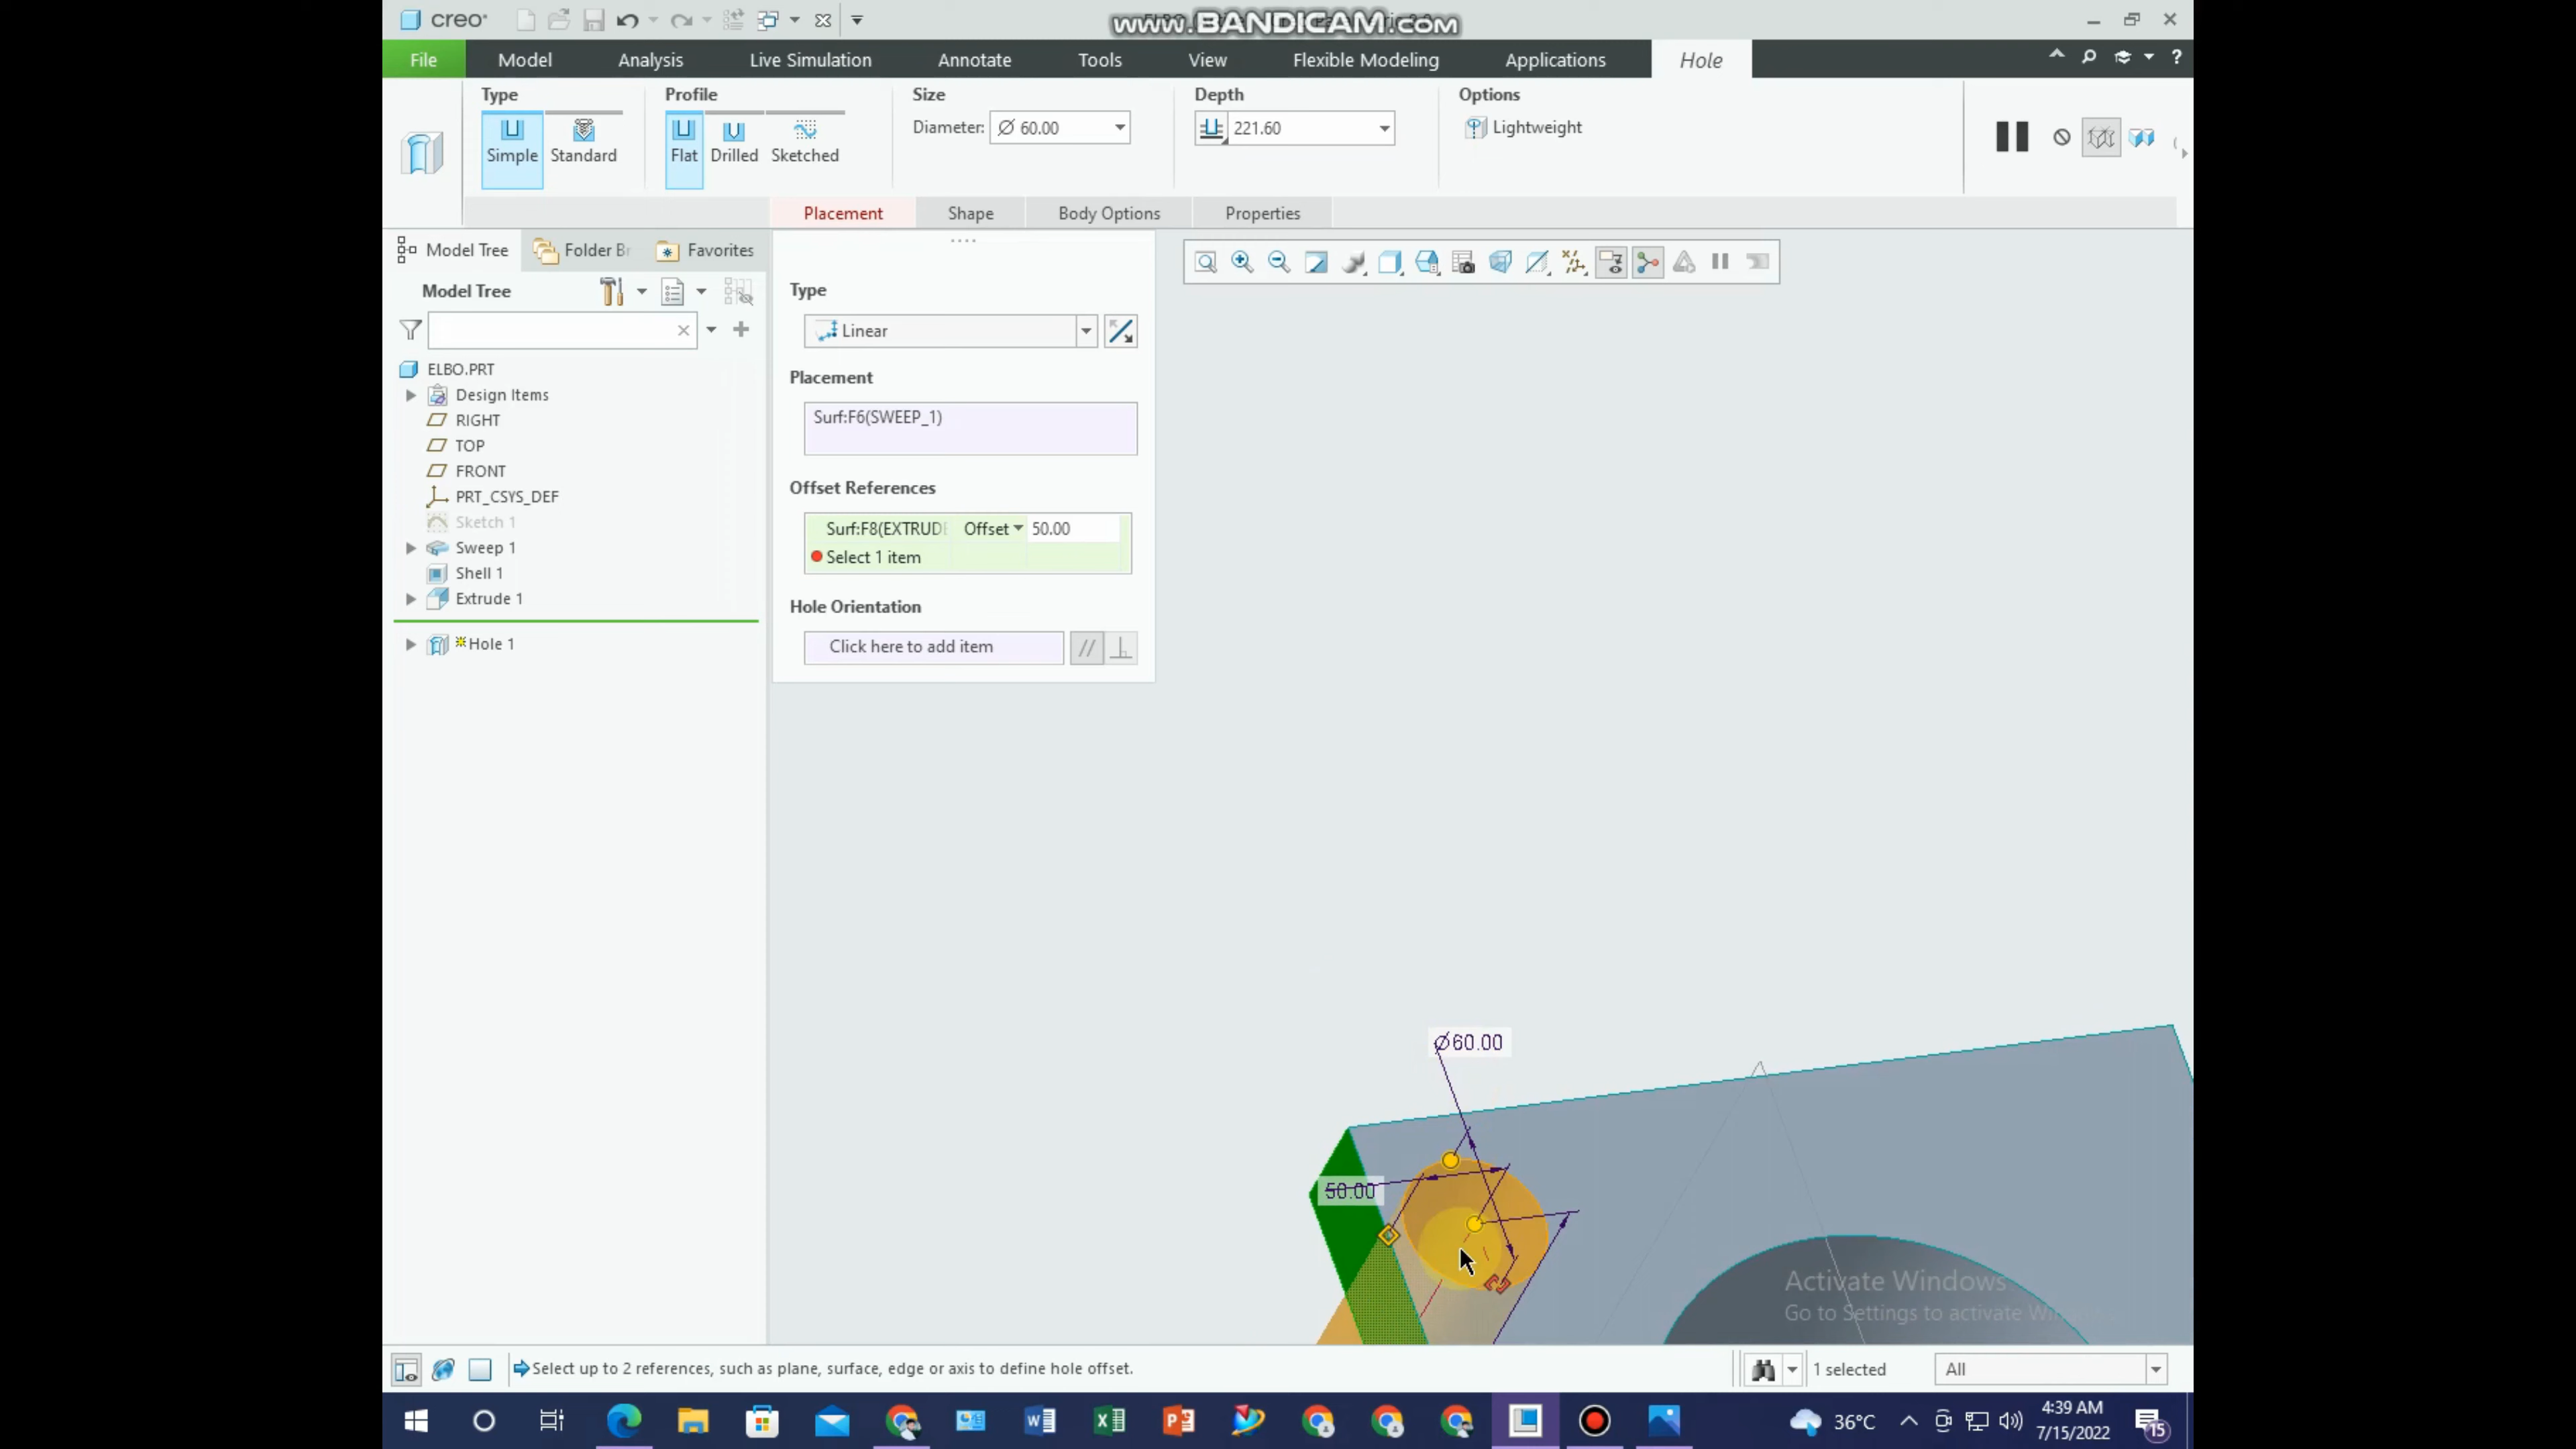 creo®
www.BANDICAM.com
File
Model
Analysis
Live Simulation
Annotate
Tools
View
Flexible Modeling
Applications
Hole
Type
Profile
Size
Depth
Options
Simple
Standard
Flat
Drilled
Sketched
Diameter:
Ø 60.00
221.60
Lightweight
Placement
Shape
Body Options
Properties
Model Tree
Folder Br
Favorites
Model Tree
ELBO.PRT
Design Items
RIGHT
TOP
FRONT
PRT_CSYS_DEF
Sketch 1
Sweep 1
Shell 1
Extrude 1
Hole 1
Type
Linear
Placement
Surf:F6(SWEEP_1)
Offset References
Surf:F8(EXTRUDE
Offset
50.00
Select 1 item
Hole Orientation
Click here to add item
Ø60.00
50.00
Activate Windows
Go to Settings to activate
Select up to 2 references, such as plane, surface, edge or axis to define hole offset.
1 selected
All
36°C
4:39 AM
7/15/2022
15